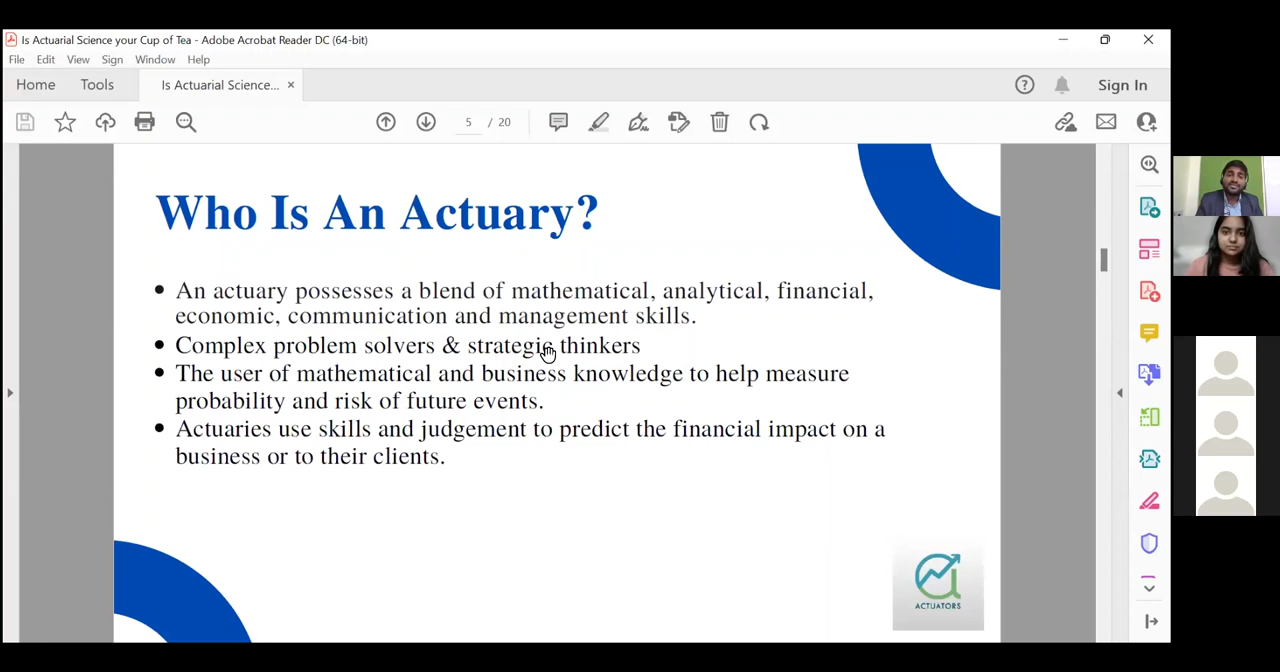 Is Actuarial Science your Cup of Tea - Adobe Acrobat Reader DC (64-bit)
File Edit View Sign Window Help
Home Tools Is Actuarial Science... × Sign In
5 / 20
Who Is An Actuary?
• An actuary possesses a blend of mathematical, analytical, financial,
economic, communication and management skills.
• Complex problem solvers & strategic thinkers
• The user of mathematical and business knowledge to help measure
probability and risk of future events.
• Actuaries use skills and judgement to predict the financial impact on a
business or to their clients.
ACTUATORS